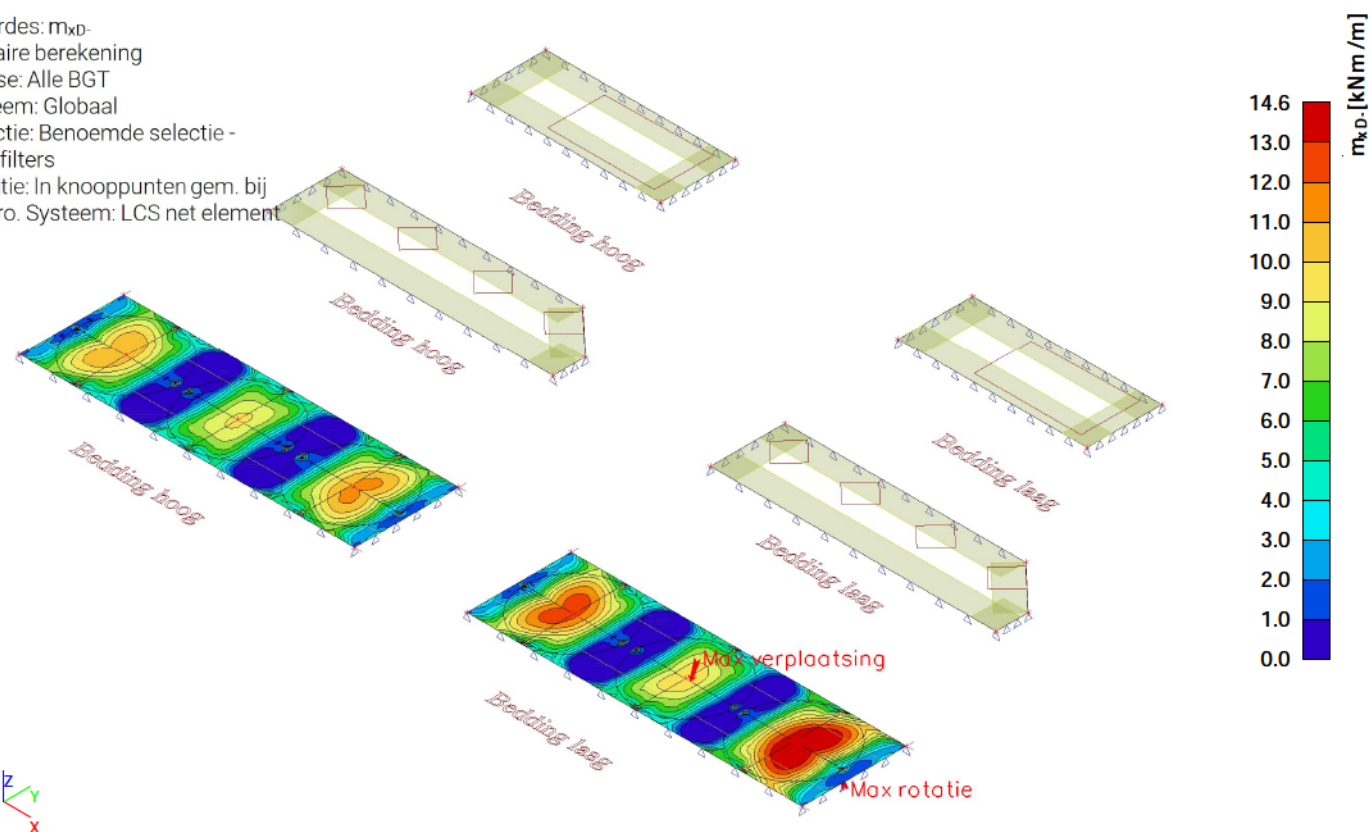 rdes: mxD-
aire berekening
se: Alle BGT
eem: Globaal
ctie: Benoemde selectie -
filters
tie: In knooppunten gem. bij
ro. Systeem: LCS net element
Bedding hoog
Bedding hoog
Bedding hoog
Bedding laag
Bedding laag
Bedding laag
Max verplaatsing
Max rotatie
mxD-[kNm/m]
14.6
13.0
12.0
11.0
10.0
9.0
8.0
7.0
6.0
5.0
4.0
3.0
2.0
1.0
0.0
Z
Y
X